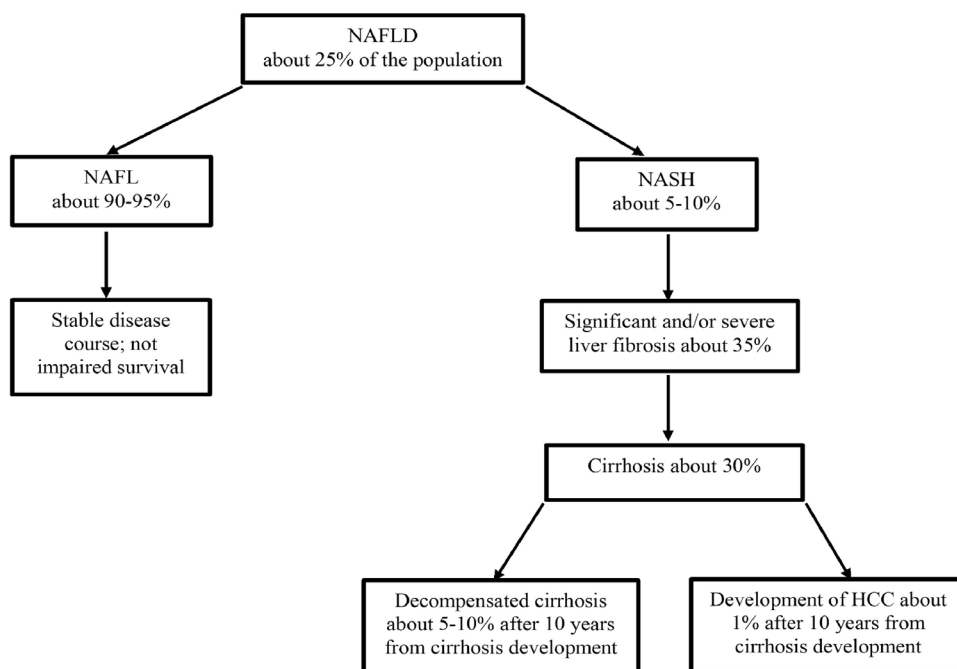 NAFLD
about 25% of the population
NAFL
about 90-95%
NASH
about 5-10%
Stable disease
course; not
impaired survival
Significant and/or severe
liver fibrosis about 35%
Cirrhosis about 30%
Decompensated cirrhosis
about 5-10% after 10 years
from cirrhosis development
Development of HCC about
1% after 10 years from
cirrhosis development